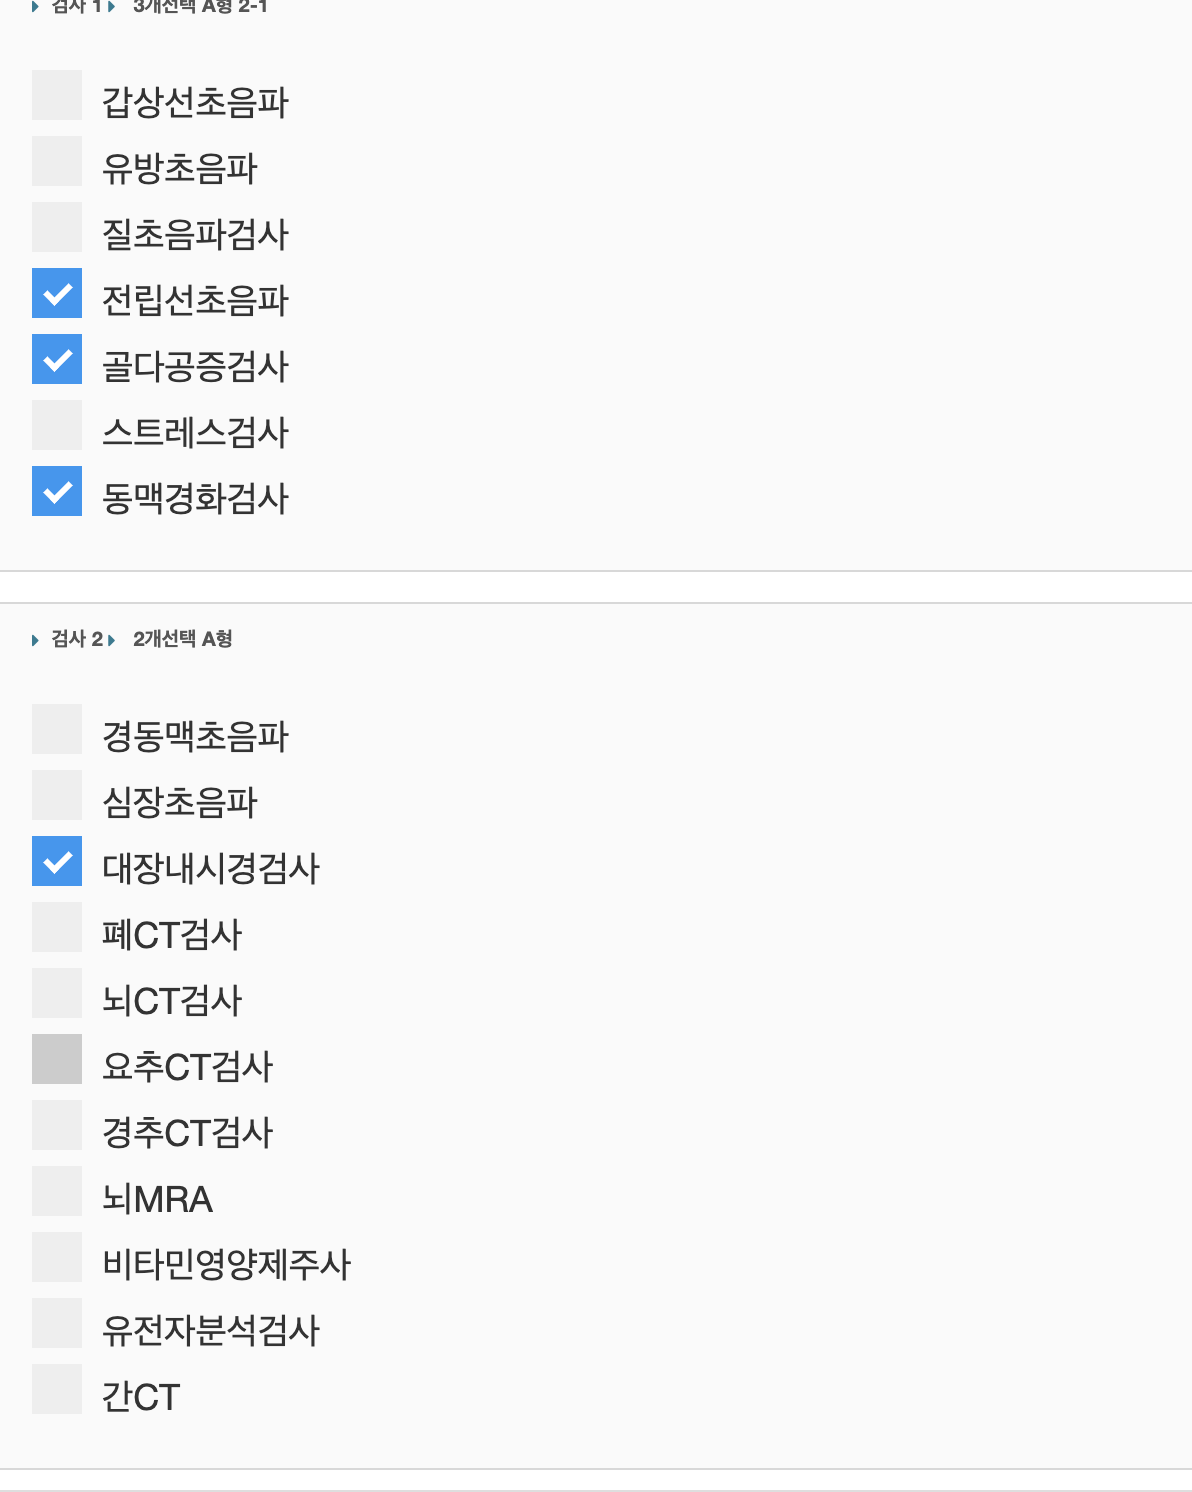 검사 1 3개선택 A형 2-1
갑상선초음파
유방초음파
질초음파검사
전립선초음파
골다공증검사
스트레스검사
동맥경화검사
검사 2 2개선택 A형
경동맥초음파
심장초음파
대장내시경검사
폐CT검사
뇌CT검사
요추CT검사
경추CT검사
뇌MRA
비타민영양제주사
유전자분석검사
간CT